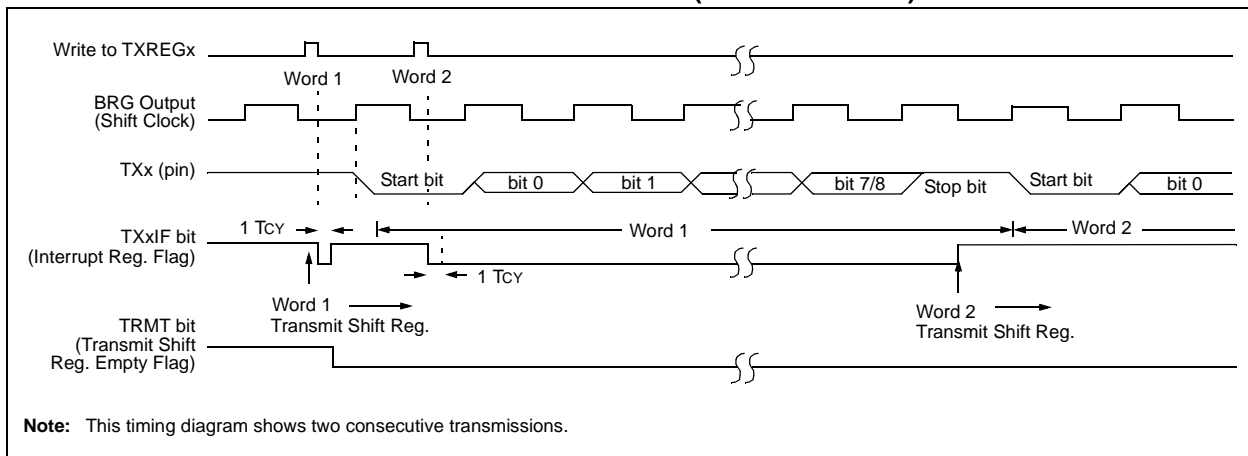 Write to TXREGx
Word 1
Word 2
BRG Output
(Shift Clock)
TXx (pin)
Start bit
bit 0
bit 1
bit 7/8
Stop bit
Start bit
bit 0
1 TCY
Word 1
Word 2
TXxIF bit
(Interrupt Reg. Flag)
1 TCY
Word 1
Transmit Shift Reg.
Word 2
Transmit Shift Reg.
TRMT bit
(Transmit Shift
Reg. Empty Flag)
Note: This timing diagram shows two consecutive transmissions.